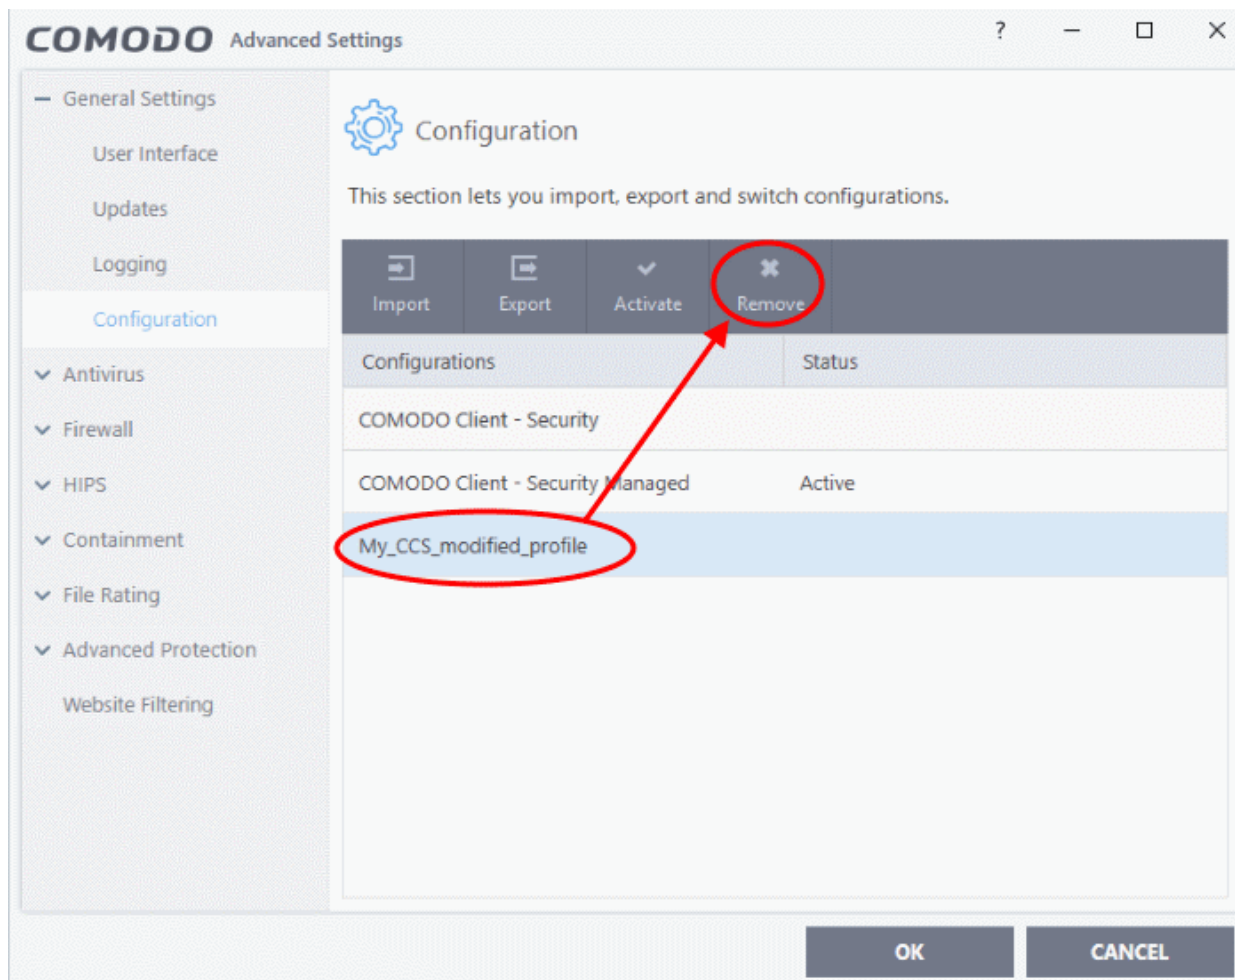 COMODO Advanced Settings ?
General Settings
User Interface
Updates
Logging
Configuration
Antivirus
Firewall
HIPS
Containment
File Rating
Advanced Protection
Website Filtering
Configuration
This section lets you import, export and switch configurations.
Import Export Activate Remove
Configurations Status
COMODO Client - Security
COMODO Client - Security Managed Active
My_CCS_modified_profile
OK CANCEL